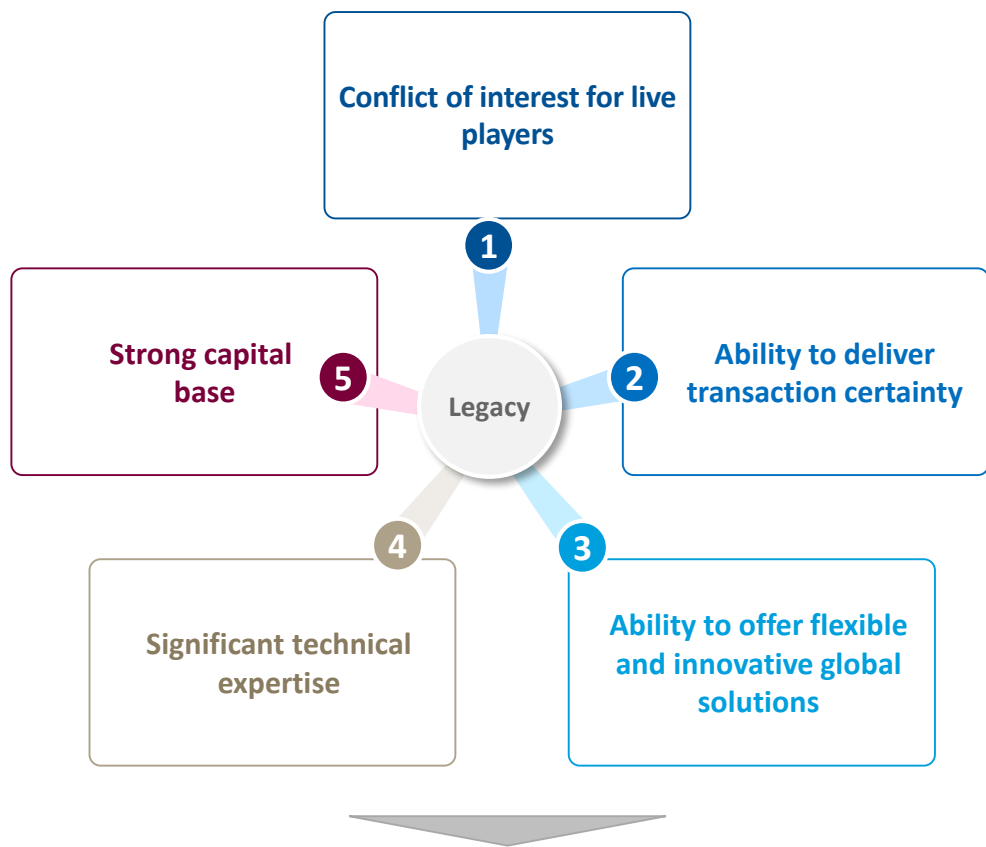 Conflict of interest for live
players
1
Strong capital
base
5
Legacy
2
Ability to deliver
transaction certainty
4
3
Significant technical
expertise
Ability to offer flexible
and innovative global
solutions